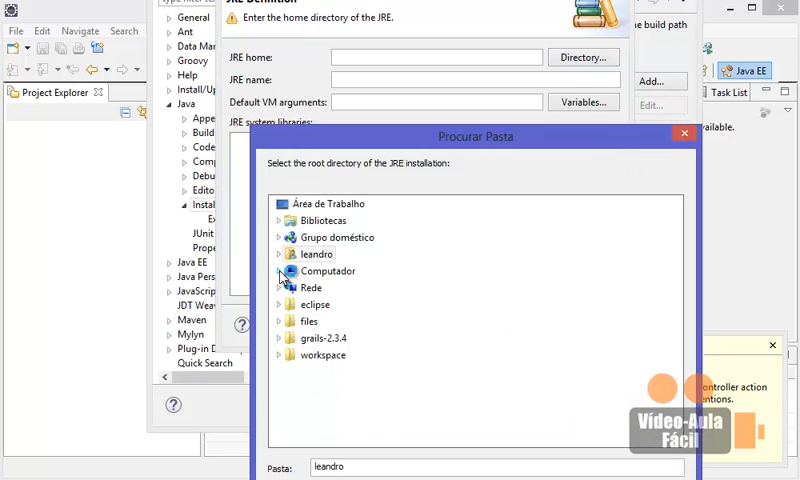 File Edit Navigate Search
Java EE
Project Explorer
Task List
General
Ant
Data Mar
Groovy
Help
Install/U
Java
Appe
Build
Code
Comp
Debu
Edito
Insta
E
JUnit
Prope
Java EE
Java Pers
JavaScrip
JDT Weav
Maven
Mylyn
Plug-in D
Quick Search
JRE Definition
Enter the home directory of the JRE.
JRE home:
Directory...
JRE name:
Default VM arguments:
Variables...
JRE system libraries:
he build path
Add...
Edit...
vailable.
Procurar Pasta
Select the root directory of the JRE installation:
Área de Trabalho
Bibliotecas
Grupo doméstico
leandro
Computador
Rede
eclipse
files
grails-2.3.4
workspace
Pasta: leandro
ontroller action
entions.
Vídeo-Aula
Fácil